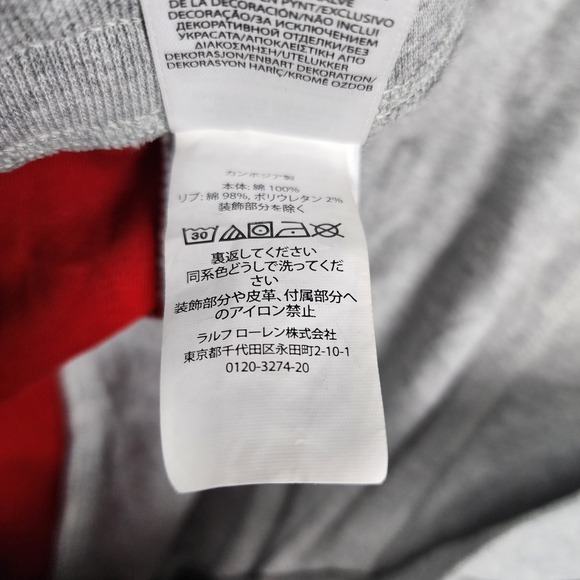 DE LA DECORACIÓN/NÃO INCLUI
DECORAÇÃO/ЗА ИСКЛЮЧЕНИЕМ
ДЕКОРАТИВНОЙ ОТДЕЛКИ/БЕЗ
УКРАСАТА/ΑΠΟΚΛΕΙΣΤΙΚΗ ΑΠΟ
ΔΙΑΚΟΣΜΗΣΗ/UTELUKKER
DEKORASJON/ENBART DEKORATION/
DEKORASYON HARİÇ/KROMĚ OZDOB
カンボジア製
本体: 綿 100%
リブ: 綿 98%, ポリウレタン 2%
装飾部分を除く
30
裏返してください
同系色どうしで洗ってくだ
さい
装飾部分や皮革、付属部分へ
のアイロン禁止
ラルフ ローレン株式会社
東京都千代田区永田町2-10-1
0120-3274-20